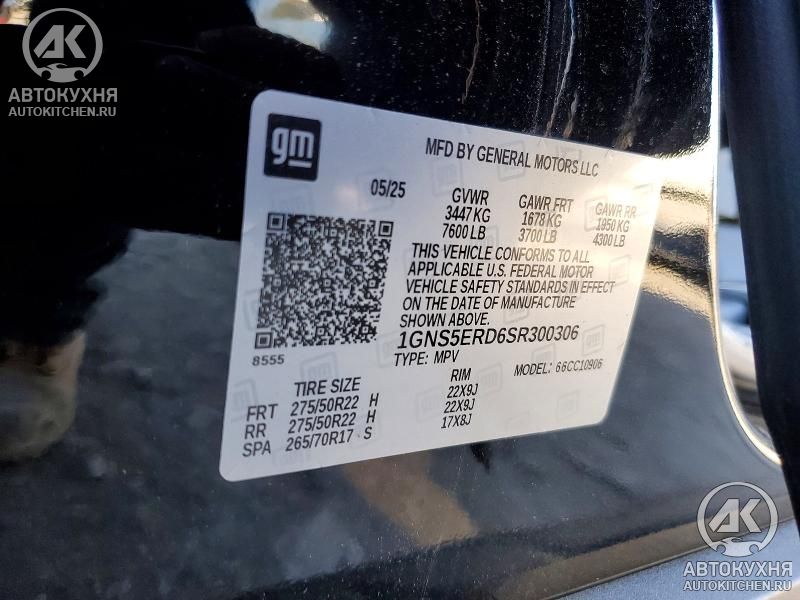 AK
АВТОКУХНЯ
AUTOKITCHEN.RU
gm
MFD BY GENERAL MOTORS LLC
05/25 GVWR GAWR FRT GAWR RR
3447 KG 1678 KG 1950 KG
7600 LB 3700 LB 4300 LB
THIS VEHICLE CONFORMS TO ALL
APPLICABLE U.S. FEDERAL MOTOR
VEHICLE SAFETY STANDARDS IN EFFECT
ON THE DATE OF MANUFACTURE
SHOWN ABOVE.
1GNS5ERD6SR300306
8555
TYPE: MPV MODEL: 66CC10906
TIRE SIZE RIM
FRT 275/50R22 H 22X9J
RR 275/50R22 H 22X9J
SPA 265/70R17 S 17X8J
AK
АВТОКУХНЯ
AUTOKITCHEN.RU